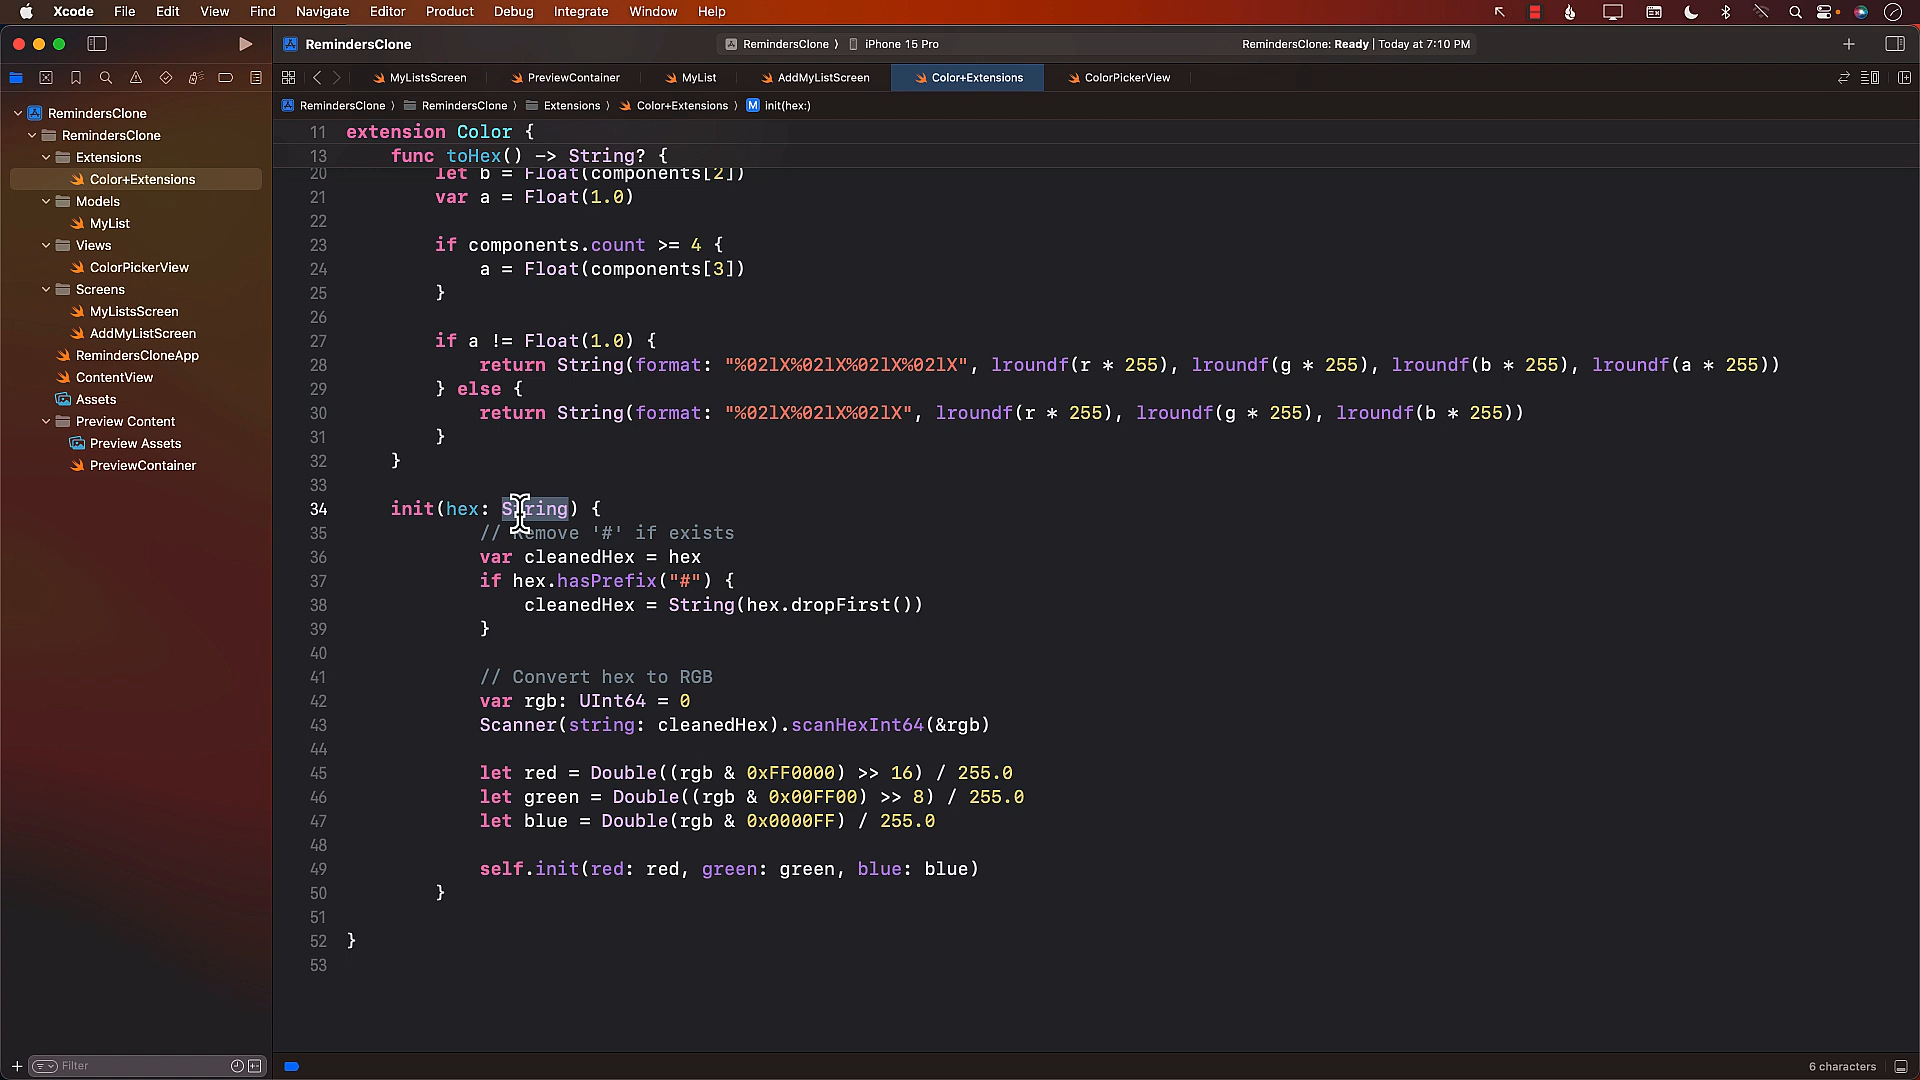 Xcode File Edit View Find Navigate Editor Product Debug Integrate Window Help
RemindersClone
RemindersClone ⟩ iPhone 15 Pro
RemindersClone: Ready | Today at 7:10 PM
MyListsScreen PreviewContainer MyList AddMyListScreen Color+Extensions ColorPickerView
RemindersClone ⟩ RemindersClone ⟩ Extensions ⟩ Color+Extensions ⟩ M init(hex:)
RemindersClone
RemindersClone
Extensions
Color+Extensions
Models
MyList
Views
ColorPickerView
Screens
MyListsScreen
AddMyListScreen
RemindersCloneApp
ContentView
Assets
Preview Content
Preview Assets
PreviewContainer
Filter
11 extension Color {
13     func toHex() -> String? {
20         let b = Float(components[2])
21         var a = Float(1.0)
22
23         if components.count >= 4 {
24             a = Float(components[3])
25         }
26
27         if a != Float(1.0) {
28             return String(format: "%02lX%02lX%02lX%02lX", lroundf(r * 255), lroundf(g * 255), lroundf(b * 255), lroundf(a * 255))
29         } else {
30             return String(format: "%02lX%02lX%02lX", lroundf(r * 255), lroundf(g * 255), lroundf(b * 255))
31         }
32     }
33
34     init(hex: String) {
35             // Remove '#' if exists
36             var cleanedHex = hex
37             if hex.hasPrefix("#") {
38                 cleanedHex = String(hex.dropFirst())
39             }
40
41             // Convert hex to RGB
42             var rgb: UInt64 = 0
43             Scanner(string: cleanedHex).scanHexInt64(&rgb)
44
45             let red = Double((rgb & 0xFF0000) >> 16) / 255.0
46             let green = Double((rgb & 0x00FF00) >> 8) / 255.0
47             let blue = Double(rgb & 0x0000FF) / 255.0
48
49             self.init(red: red, green: green, blue: blue)
50         }
51
52 }
53
6 characters